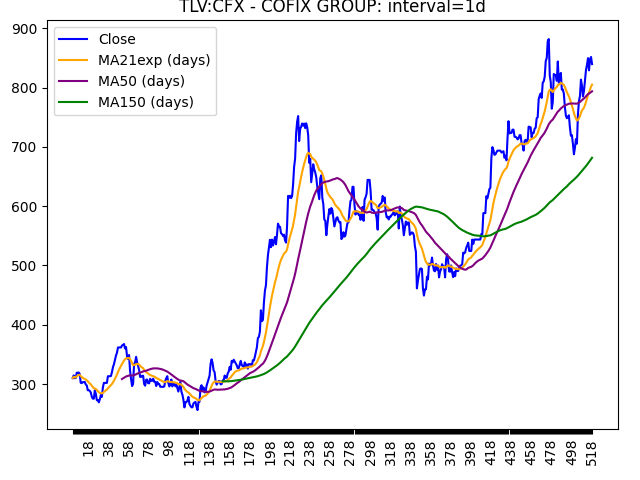 TLV:CFX - COFIX GROUP: interval=1d
Close
MA21exp (days)
MA50 (days)
MA150 (days)
900
800
700
600
500
400
300
18 38 58 78 98 118 138 158 178 198 218 238 258 278 298 318 338 358 378 398 418 438 458 478 498 518